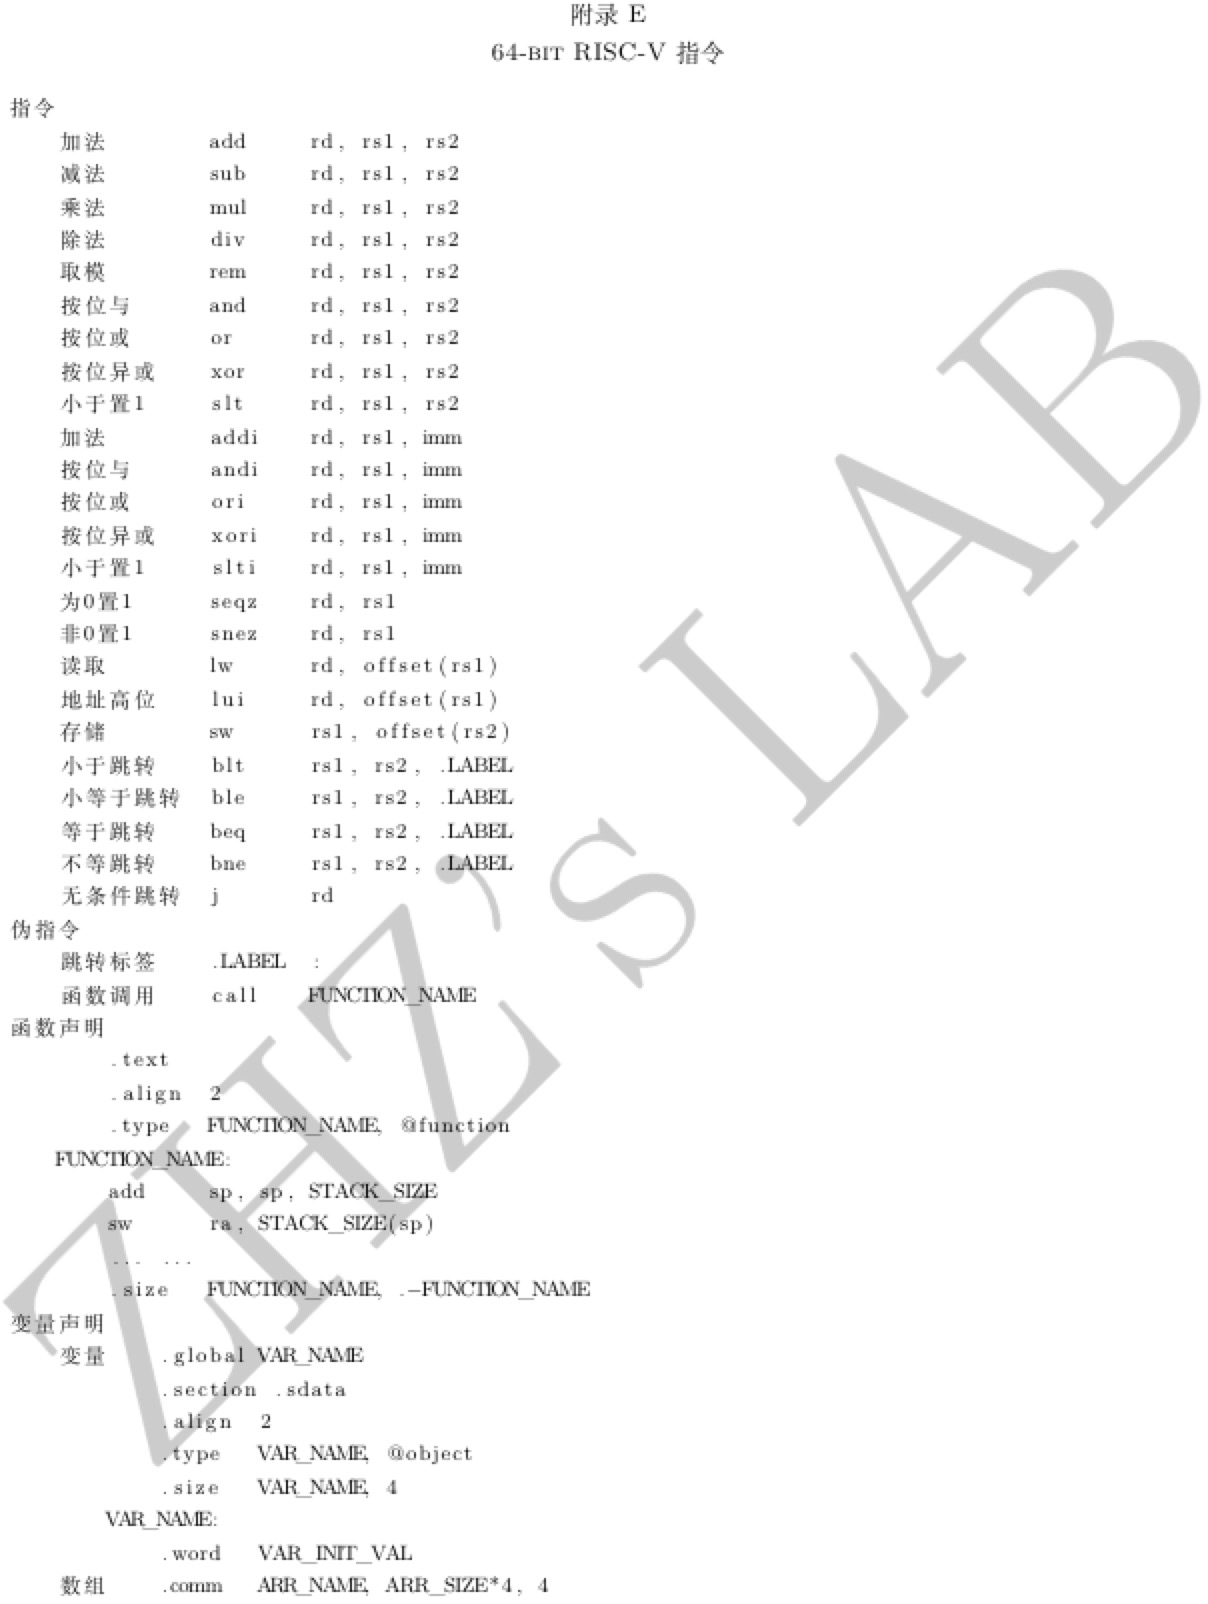 附录 E
64-BIT RISC-V 指令
指令
加法 add rd, rs1, rs2
减法 sub rd, rs1, rs2
乘法 mul rd, rs1, rs2
除法 div rd, rs1, rs2
取模 rem rd, rs1, rs2
按位与 and rd, rs1, rs2
按位或 or rd, rs1, rs2
按位异或 xor rd, rs1, rs2
小于置1 slt rd, rs1, rs2
加法 addi rd, rs1, imm
按位与 andi rd, rs1, imm
按位或 ori rd, rs1, imm
按位异或 xori rd, rs1, imm
小于置1 slti rd, rs1, imm
为0置1 seqz rd, rs1
非0置1 snez rd, rs1
读取 lw rd, offset(rs1)
地址高位 lui rd, offset(rs1)
存储 sw rs1, offset(rs2)
小于跳转 blt rs1, rs2, .LABEL
小等于跳转 ble rs1, rs2, .LABEL
等于跳转 beq rs1, rs2, .LABEL
不等跳转 bne rs1, rs2, .LABEL
无条件跳转 j rd
伪指令
跳转标签 .LABEL :
函数调用 call FUNCTION_NAME
函数声明
.text
.align 2
.type FUNCTION_NAME, @function
FUNCTION_NAME:
add sp, sp, STACK_SIZE
sw ra, STACK_SIZE(sp)
... ...
.size FUNCTION_NAME, .-FUNCTION_NAME
变量声明
变量 .global VAR_NAME
.section .sdata
.align 2
.type VAR_NAME, @object
.size VAR_NAME, 4
VAR_NAME:
.word VAR_INIT_VAL
数组 .comm ARR_NAME, ARR_SIZE*4, 4
ZHZ's LAB